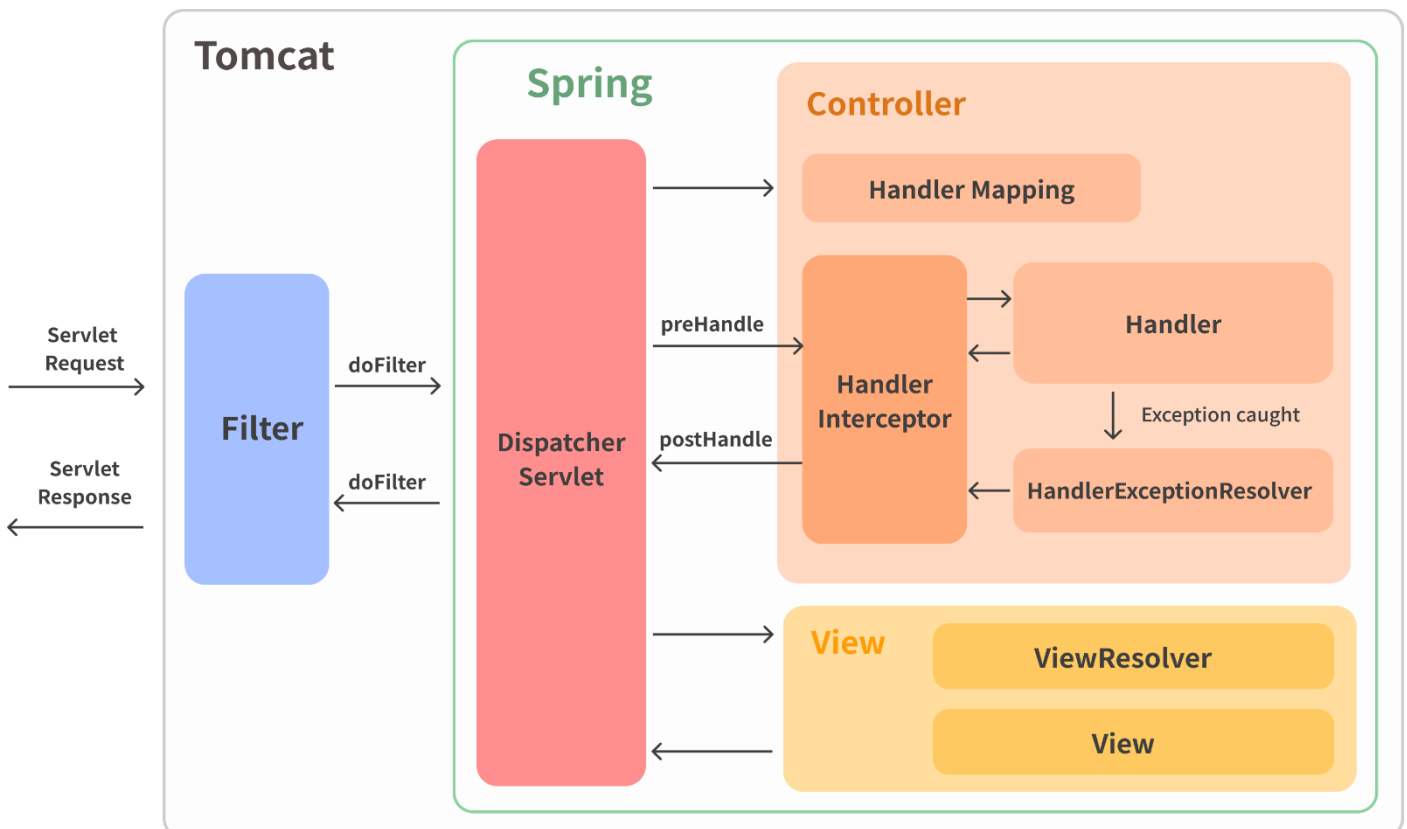 Tomcat
Spring
Controller
Handler Mapping
Servlet
Request
doFilter
preHandle
Handler
Filter
Handler
Interceptor
Exception caught
Dispatcher
Servlet
postHandle
Servlet
Response
doFilter
HandlerExceptionResolver
View
ViewResolver
View